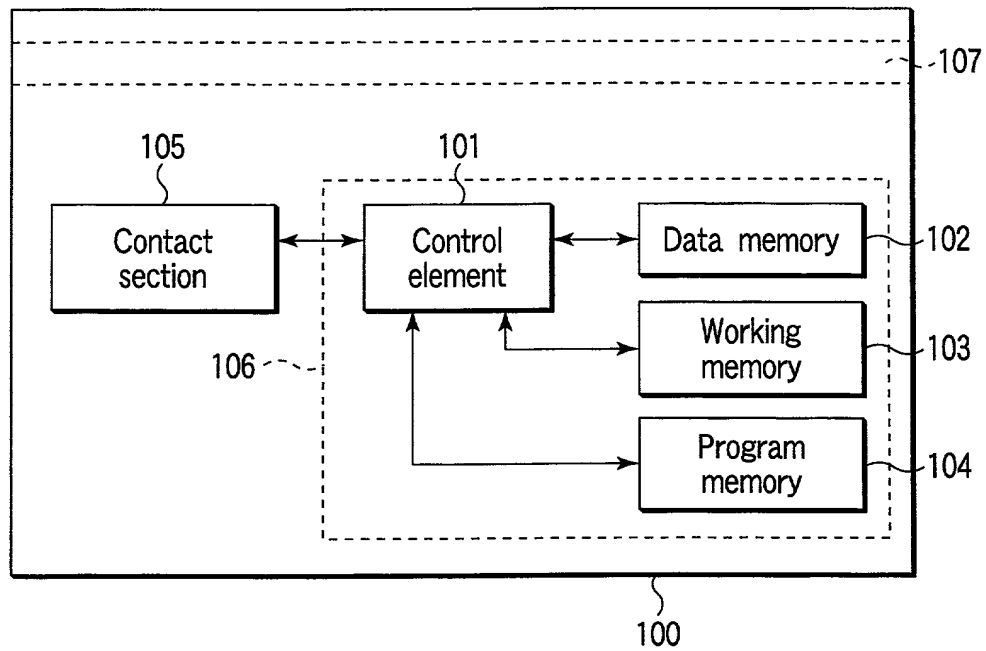 107
105
101
Contact
section
Control
element
Data memory
102
Working
memory
103
106
Program
memory
104
100